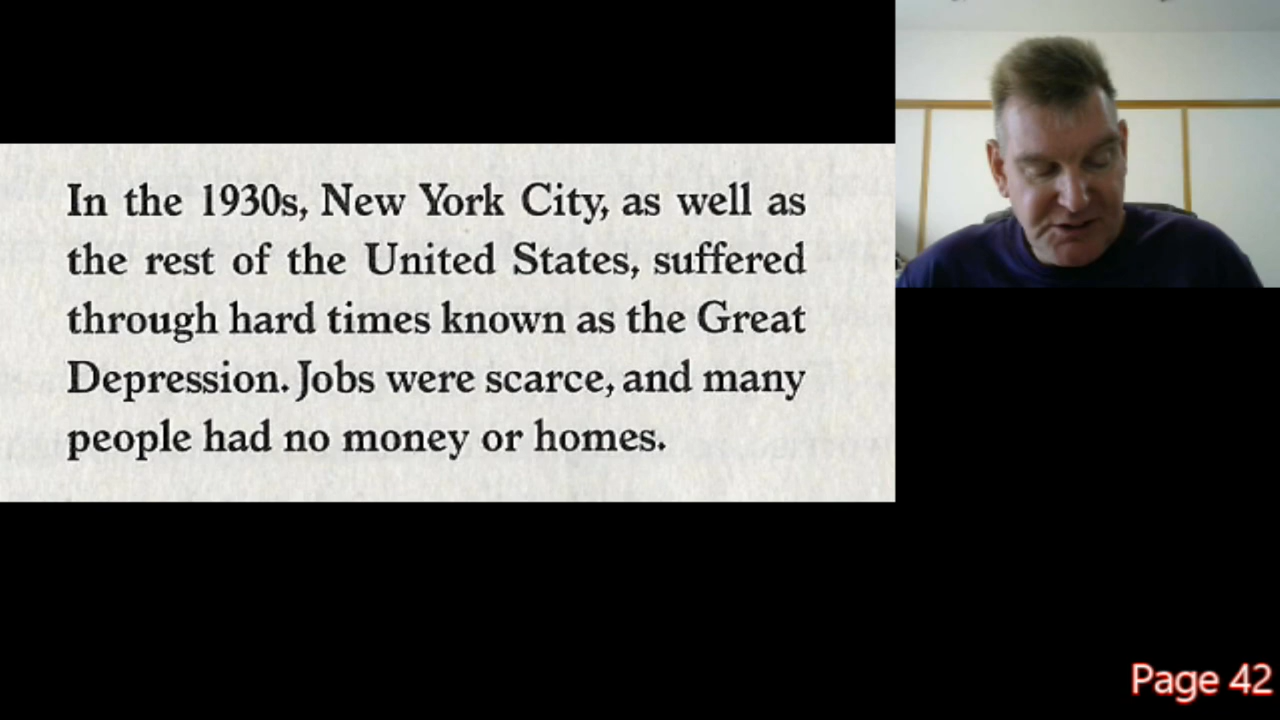 In the 1930s, New York City, as well as
the rest of the United States, suffered
through hard times known as the Great
Depression. Jobs were scarce, and many
people had no money or homes.
Page 42